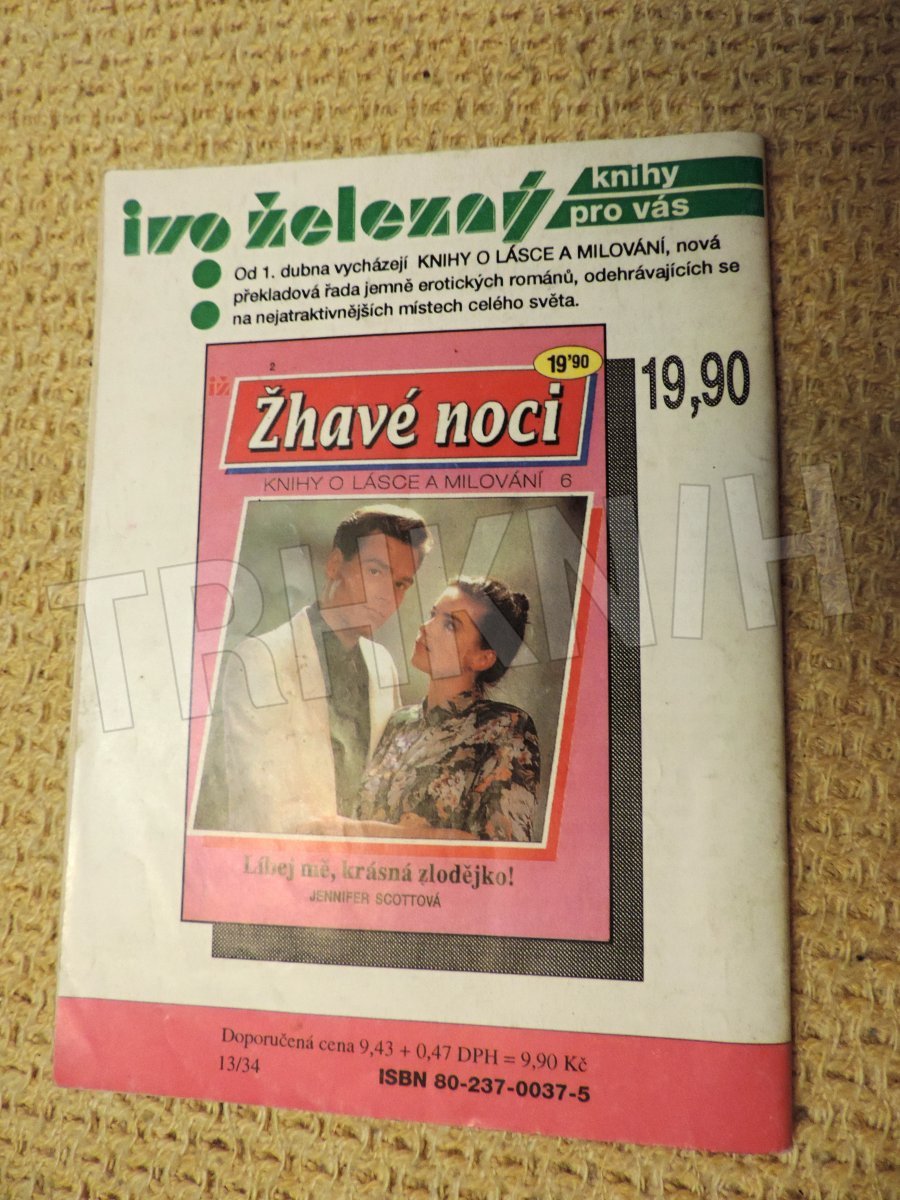 ivo železný
knihy
pro vás
Od 1. dubna vycházejí KNIHY O LÁSCE A MILOVÁNÍ, nová
překladová řada jemně erotických románů, odehrávajících se
na nejatraktivnějších místech celého světa.
2
19'90
iž
Žhavé noci
19,90
KNIHY O LÁSCE A MILOVÁNÍ 6
TRHKNIH
Líbej mě, krásná zlodějko!
JENNIFER SCOTTOVÁ
Doporučená cena 9,43 + 0,47 DPH = 9,90 Kč
13/34
ISBN 80-237-0037-5